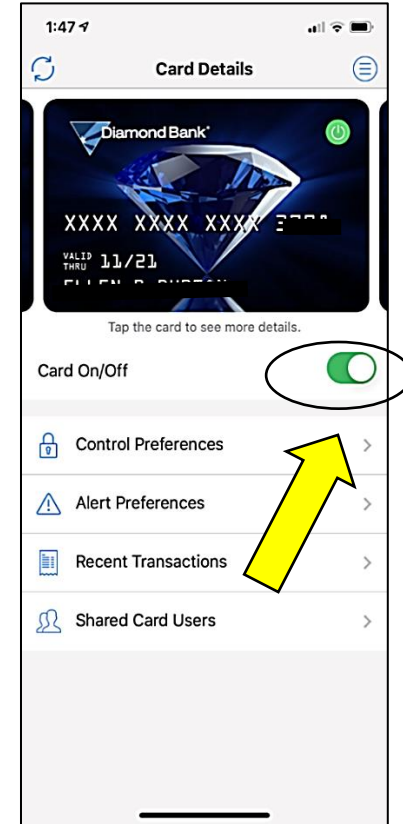 1:47
Card Details
Diamond Bank
XXXX XXXX XXXX
VALID THRU 11/21
Tap the card to see more details.
Card On/Off
Control Preferences
Alert Preferences
Recent Transactions
Shared Card Users